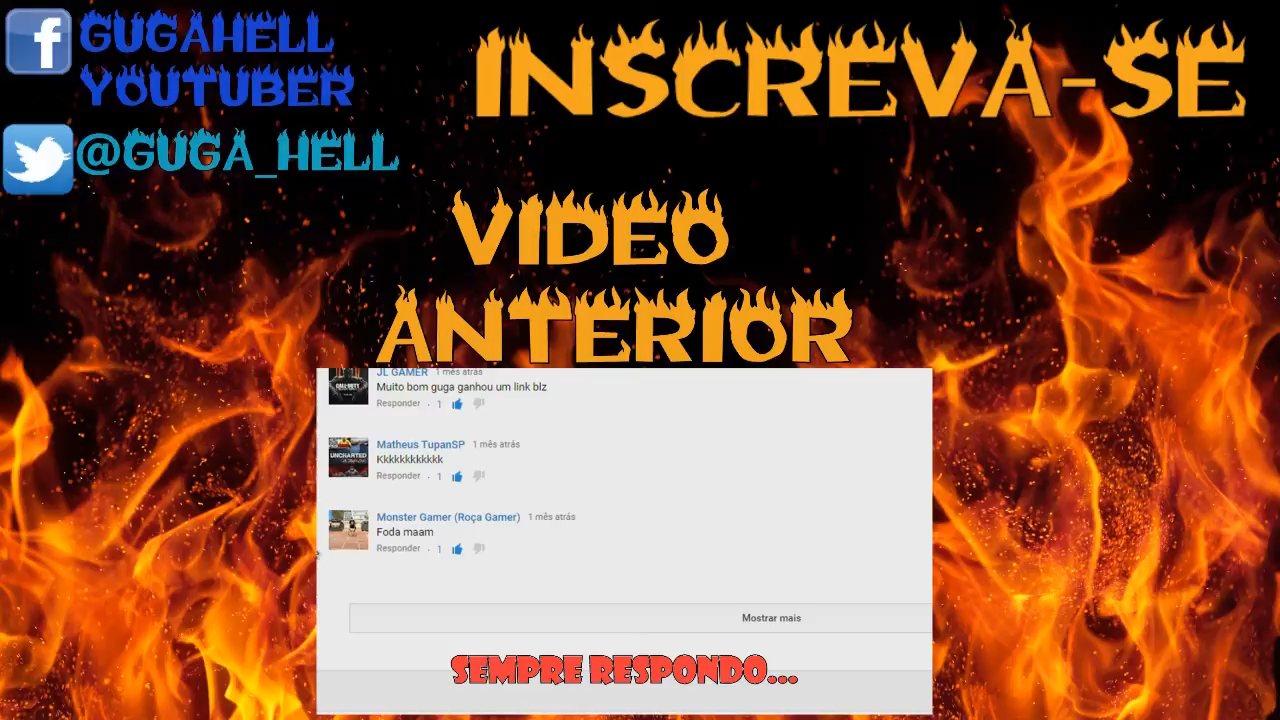 GUGAHELL
YOUTUBER
@GUGA_HELL
INSCREVA-SE
VIDEO
ANTERIOR
JL GAMER 1 mês atrás
Muito bom guga ganhou um link blz
Responder · 1
Matheus TupanSP 1 mês atrás
Kkkkkkkkkkk
Responder · 1
Monster Gamer (Roça Gamer) 1 mês atrás
Foda maam
Responder · 1
Mostrar mais
SEMPRE RESPONDO...